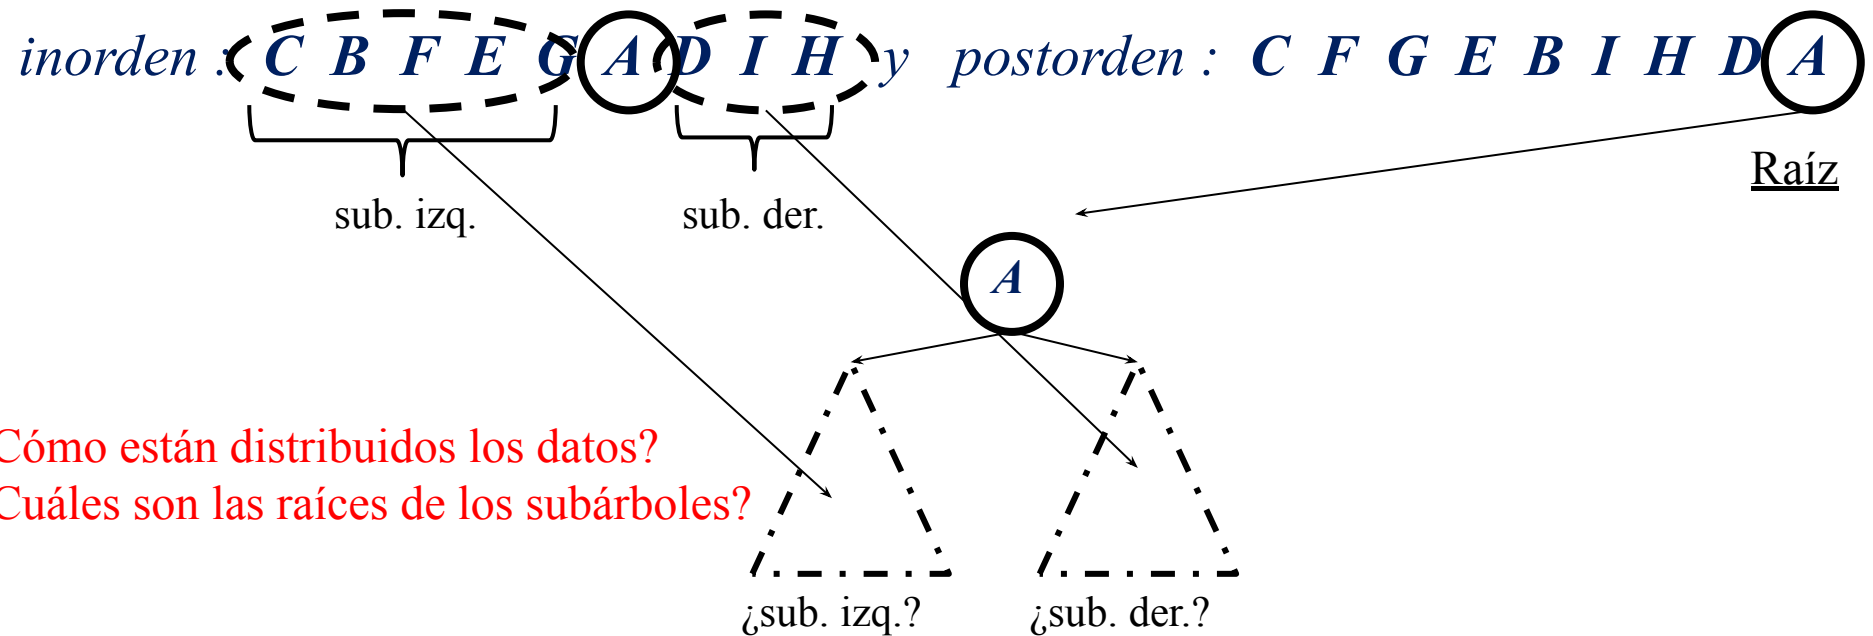 inorden : C B F E G A D I H y postorden : C F G E B I H D A
Raíz
sub. izq. sub. der.
A
Cómo están distribuidos los datos?
Cuáles son las raíces de los subárboles?
¿sub. izq.? ¿sub. der.?